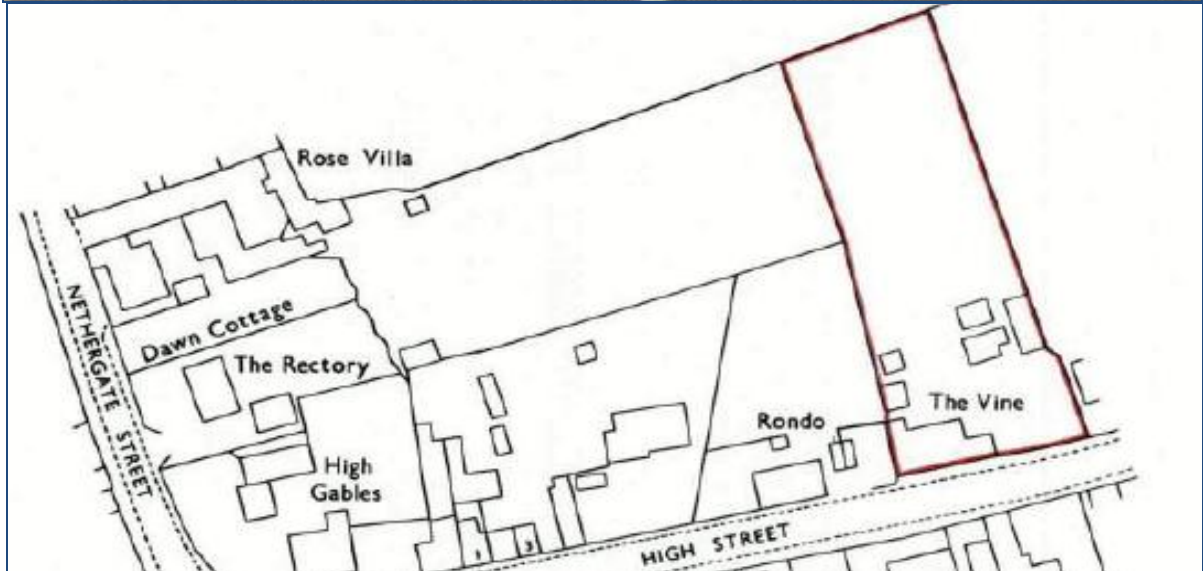 Rose Villa
NETHERGATE STREET
Dawn Cottage
The Rectory
The Vine
Rondo
High
Gables
1
3
HIGH STREET